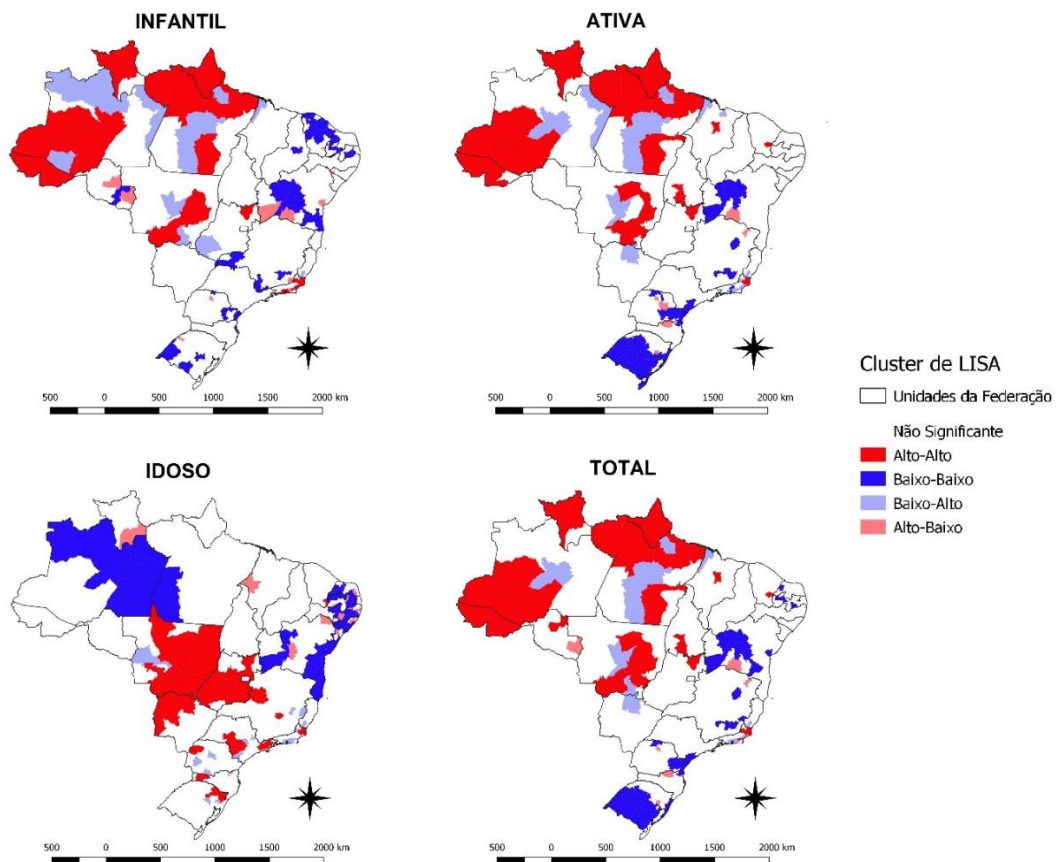 INFANTIL
ATIVA
500 0 500 1000 1500 2000 km
500 0 500 1000 1500 2000 km
Cluster de LISA
Unidades da Federação
Não Significante
Alto-Alto
Baixo-Baixo
Baixo-Alto
Alto-Baixo
IDOSO
TOTAL
500 0 500 1000 1500 2000 km
500 0 500 1000 1500 2000 km